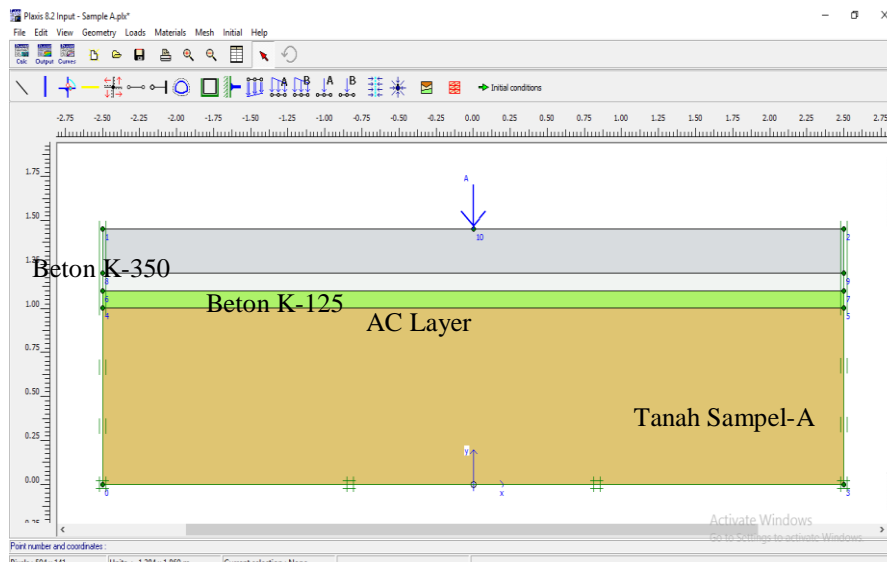 Plaxis 8.2 Input - Sample A.plx*
File Edit View Geometry Loads Materials Mesh Initial Help
Calc Output Curves
A B A B Initial conditions
-2.75 -2.50 -2.25 -2.00 -1.75 -1.50 -1.25 -1.00 -0.75 -0.50 -0.25 0.00 0.25 0.50 0.75 1.00 1.25 1.50 1.75 2.00 2.25 2.50 2.75
1.75
A
1.50
1 10 2
1.25
Beton K-350
8 9
6 7
1.00
Beton K-125
4 5
AC Layer
0.75
0.50
Tanah Sampel-A
0.25
y
0.00
0 x 3
Activate Windows
Go to Settings to activate Windows.
Point number and coordinates :